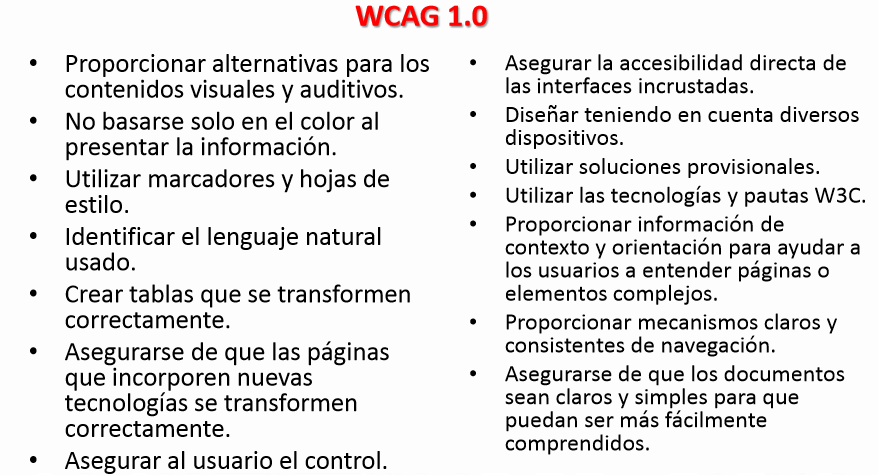 WCAG 1.0
• Proporcionar alternativas para los
contenidos visuales y auditivos.
• No basarse solo en el color al
presentar la información.
• Utilizar marcadores y hojas de
estilo.
• Identificar el lenguaje natural
usado.
• Crear tablas que se transformen
correctamente.
• Asegurarse de que las páginas
que incorporen nuevas
tecnologías se transformen
correctamente.
• Asegurar al usuario el control.
• Asegurar la accesibilidad directa de
las interfaces incrustadas.
• Diseñar teniendo en cuenta diversos
dispositivos.
• Utilizar soluciones provisionales.
• Utilizar las tecnologías y pautas W3C.
• Proporcionar información de
contexto y orientación para ayudar a
los usuarios a entender páginas o
elementos complejos.
• Proporcionar mecanismos claros y
consistentes de navegación.
• Asegurarse de que los documentos
sean claros y simples para que
puedan ser más fácilmente
comprendidos.